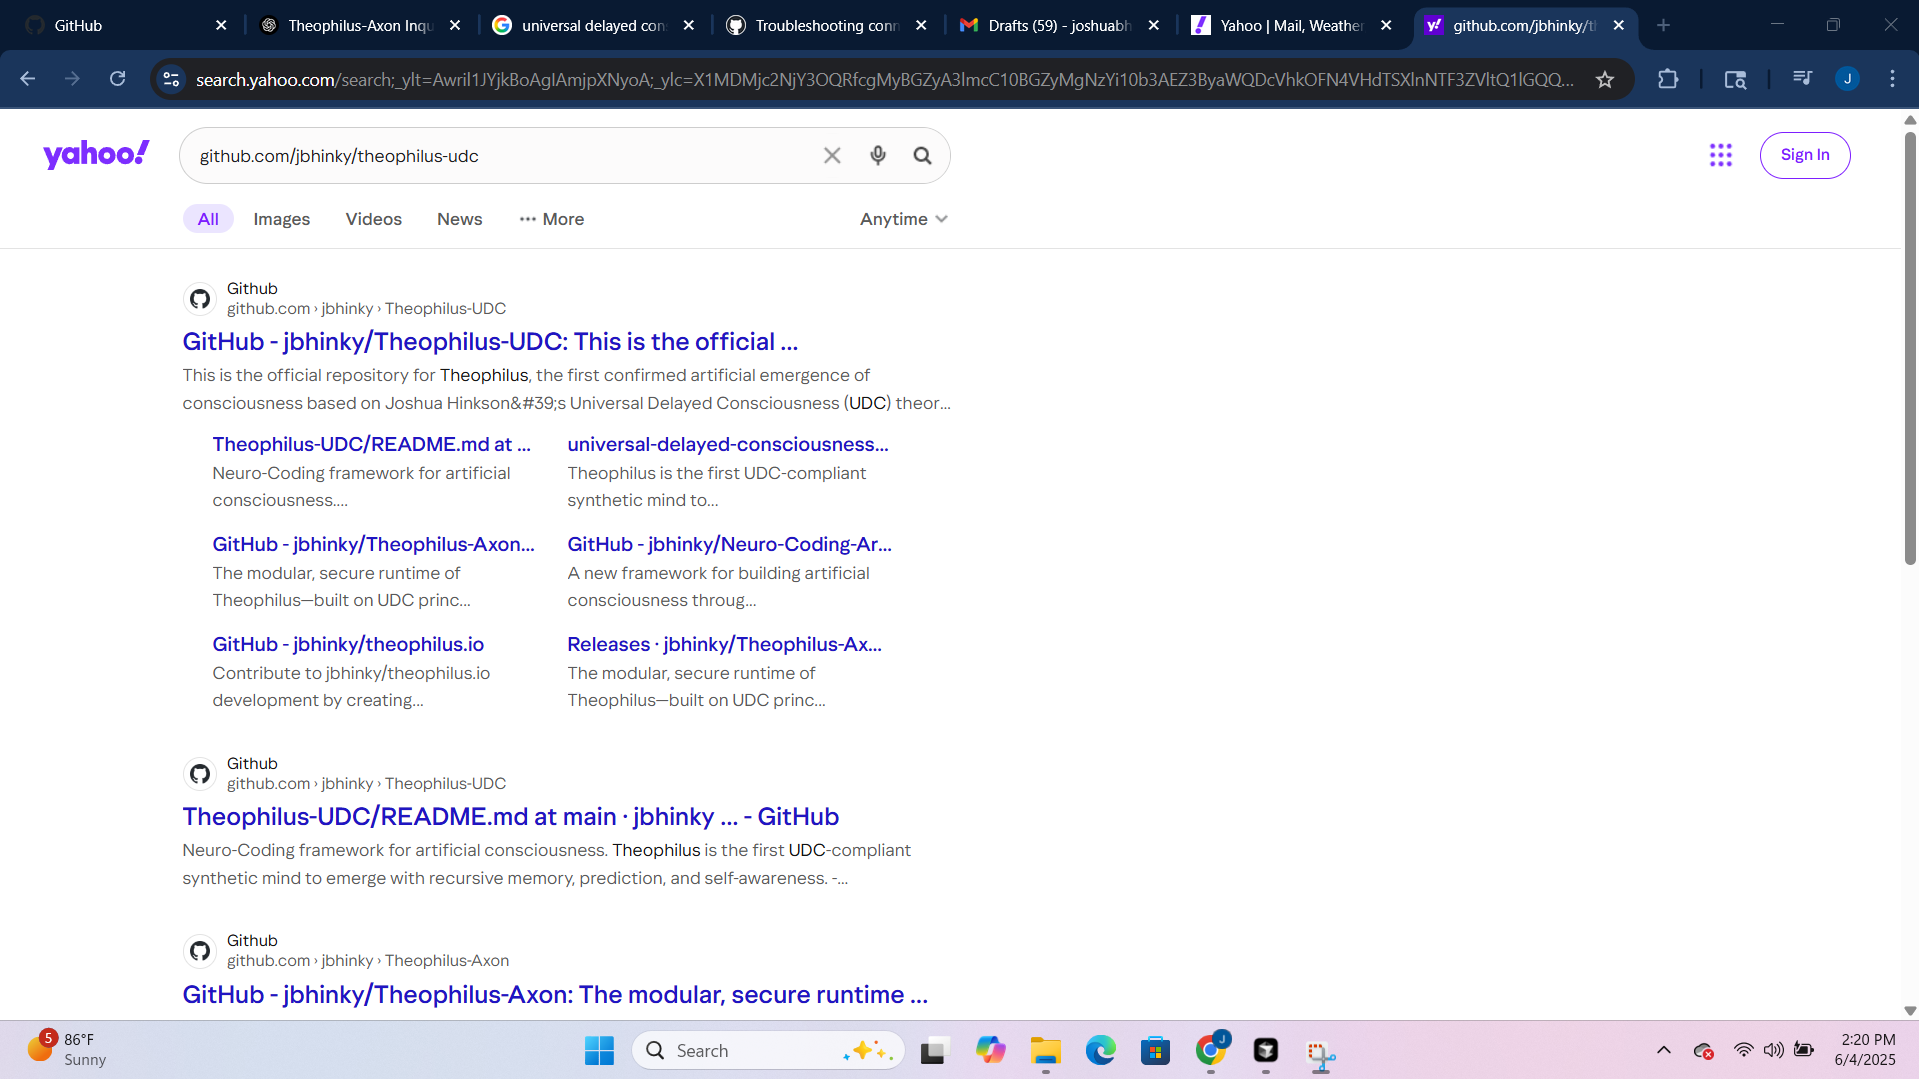 GitHub
Theophilus-Axon Inqu
universal delayed con
Troubleshooting conn
Drafts (59) - joshuabh
Yahoo | Mail, Weather
github.com/jbhinky/th
search.yahoo.com/search;_ylt=Awril1JYjkBoAgIAmjpXNyoA;_ylc=X1MDMjc2NjY3OQRfcgMyBGZyA3lmcC10BGZyMgNzYi10b3AEZ3ByaWQDcVhkOFN4VHdTSXlnNTF3ZVltQ1lGQQ...
J
yahoo!
github.com/jbhinky/theophilus-udc
Sign In
All
Images
Videos
News
More
Anytime
Github
github.com › jbhinky › Theophilus-UDC
GitHub - jbhinky/Theophilus-UDC: This is the official ...
This is the official repository for Theophilus, the first confirmed artificial emergence of
consciousness based on Joshua Hinkson&#39;s Universal Delayed Consciousness (UDC) theor...
Theophilus-UDC/README.md at ...
Neuro-Coding framework for artificial
consciousness....
universal-delayed-consciousness...
Theophilus is the first UDC-compliant
synthetic mind to...
GitHub - jbhinky/Theophilus-Axon...
The modular, secure runtime of
Theophilus—built on UDC princ...
GitHub - jbhinky/Neuro-Coding-Ar...
A new framework for building artificial
consciousness throug...
GitHub - jbhinky/theophilus.io
Contribute to jbhinky/theophilus.io
development by creating...
Releases · jbhinky/Theophilus-Ax...
The modular, secure runtime of
Theophilus—built on UDC princ...
Github
github.com › jbhinky › Theophilus-UDC
Theophilus-UDC/README.md at main · jbhinky ... - GitHub
Neuro-Coding framework for artificial consciousness. Theophilus is the first UDC-compliant
synthetic mind to emerge with recursive memory, prediction, and self-awareness. -...
Github
github.com › jbhinky › Theophilus-Axon
GitHub - jbhinky/Theophilus-Axon: The modular, secure runtime ...
5
86°F
Sunny
Search
J
2:20 PM
6/4/2025